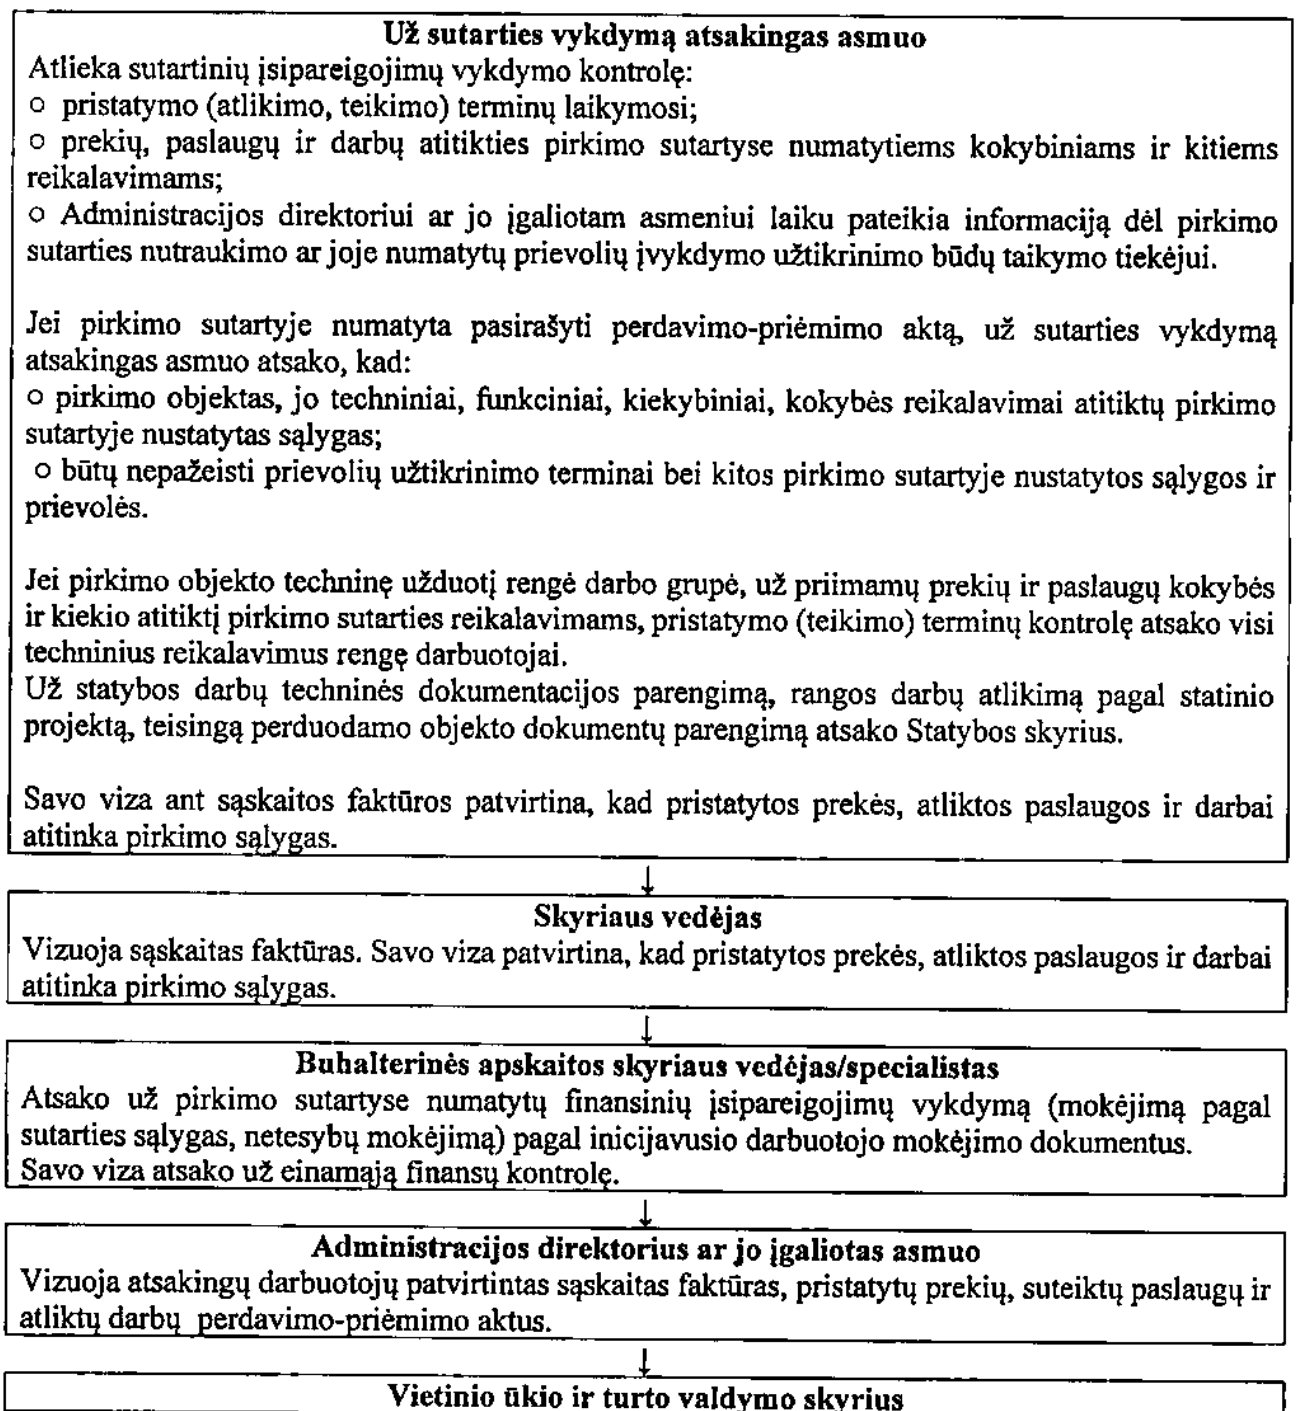 Už sutarties vykdymą atsakingas asmuo
Atlieka sutartinių įsipareigojimų vykdymo kontrolę:
○ pristatymo (atlikimo, teikimo) terminų laikymosi;
○ prekių, paslaugų ir darbų atitikties pirkimo sutartyse numatytiems kokybiniams ir kitiems
reikalavimams;
○ Administracijos direktoriui ar jo įgaliotam asmeniui laiku pateikia informaciją dėl pirkimo
sutarties nutraukimo ar joje numatytų prievolių įvykdymo užtikrinimo būdų taikymo tiekėjui.
Jei pirkimo sutartyje numatyta pasirašyti perdavimo-priėmimo aktą, už sutarties vykdymą
atsakingas asmuo atsako, kad:
○ pirkimo objektas, jo techniniai, funkciniai, kiekybiniai, kokybės reikalavimai atitiktų pirkimo
sutartyje nustatytas sąlygas;
○ būtų nepažeisti prievolių užtikrinimo terminai bei kitos pirkimo sutartyje nustatytos sąlygos ir
prievolės.
Jei pirkimo objekto techninę užduotį rengė darbo grupė, už priimamų prekių ir paslaugų kokybės
ir kiekio atitiktį pirkimo sutarties reikalavimams, pristatymo (teikimo) terminų kontrolę atsako visi
techninius reikalavimus rengę darbuotojai.
Už statybos darbų techninės dokumentacijos parengimą, rangos darbų atlikimą pagal statinio
projektą, teisingą perduodamo objekto dokumentų parengimą atsako Statybos skyrius.
Savo viza ant sąskaitos faktūros patvirtina, kad pristatytos prekės, atliktos paslaugos ir darbai
atitinka pirkimo sąlygas.
↓
Skyriaus vedėjas
Vizuoja sąskaitas faktūras. Savo viza patvirtina, kad pristatytos prekės, atliktos paslaugos ir darbai
atitinka pirkimo sąlygas.
↓
Buhalterinės apskaitos skyriaus vedėjas/specialistas
Atsako už pirkimo sutartyse numatytų finansinių įsipareigojimų vykdymą (mokėjimą pagal
sutarties sąlygas, netesybų mokėjimą) pagal inicijavusio darbuotojo mokėjimo dokumentus.
Savo viza atsako už einamąją finansų kontrolę.
↓
Administracijos direktorius ar jo įgaliotas asmuo
Vizuoja atsakingų darbuotojų patvirtintas sąskaitas faktūras, pristatytų prekių, suteiktų paslaugų ir
atliktų darbų perdavimo-priėmimo aktus.
↓
Vietinio ūkio ir turto valdymo skyrius